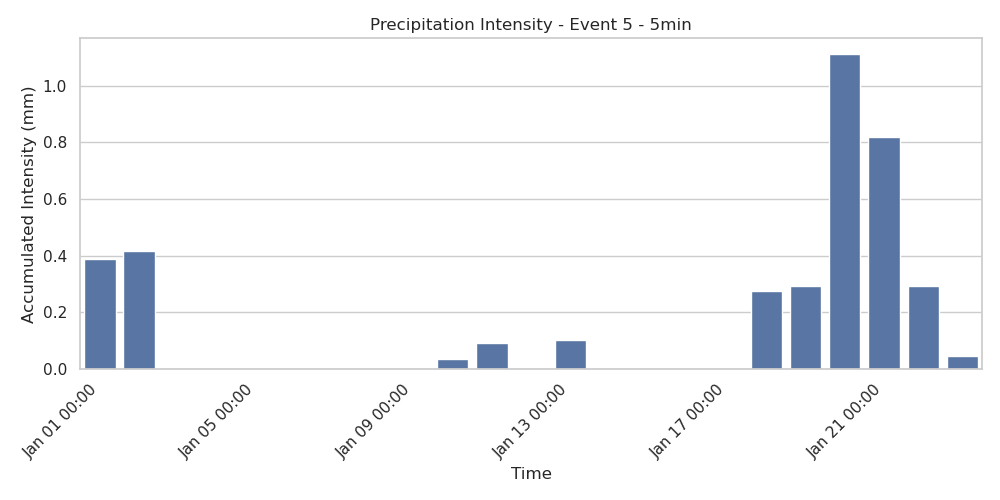 Precipitation Intensity - Event 5 - 5min
Accumulated Intensity (mm)
1.0
0.8
0.6
0.4
0.2
0.0
Jan 01 00:00
Jan 05 00:00
Jan 09 00:00
Jan 13 00:00
Jan 17 00:00
Jan 21 00:00
Time